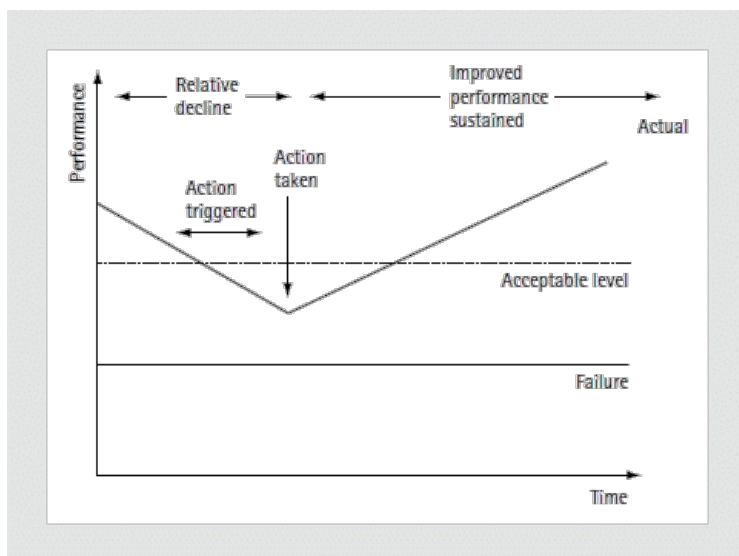 Performance
Relative
decline
Improved
performance
sustained
Actual
Action
triggered
Action
taken
Acceptable level
Failure
Time